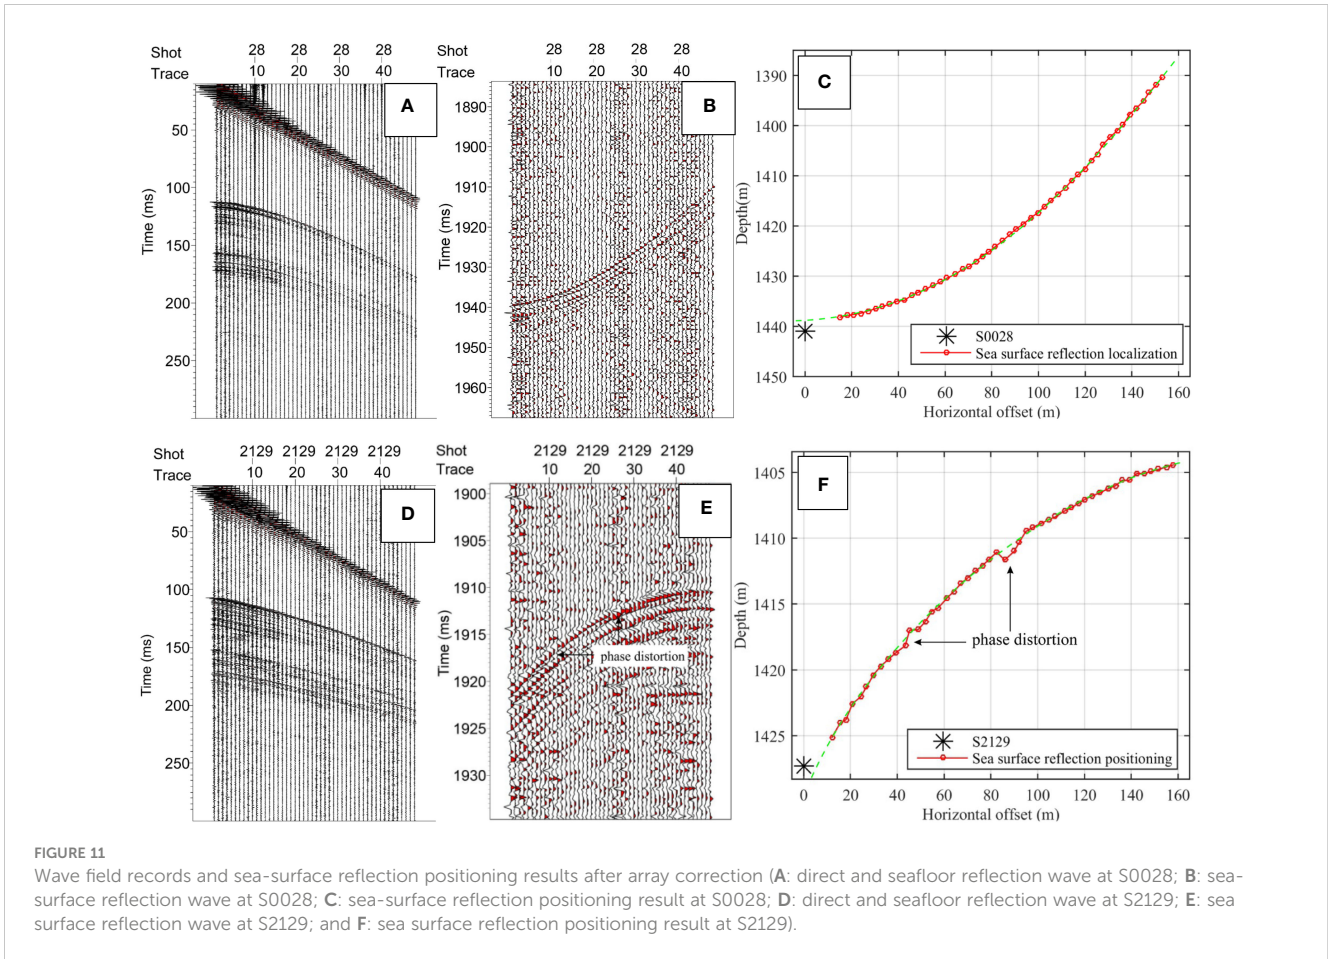 Shot 28 28 28 28
Trace 10 20 30 40
A
Time (ms)
50
100
150
200
250
Shot 28 28 28 28
Trace 10 20 30 40
B
Time (ms)
1890
1900
1910
1920
1930
1940
1950
1960
C
Depth(m)
1390
1400
1410
1420
1430
1440
1450
S0028
Sea surface reflection localization
0 20 40 60 80 100 120 140 160
Horizontal offset (m)
Shot 2129 2129 2129 2129
Trace 10 20 30 40
D
Time (ms)
50
100
150
200
250
Shot 2129 2129 2129 2129
Trace 10 20 30 40
E
Time (ms)
1900
1905
1910
1915
1920
1925
1930
phase distortion
F
Depth (m)
1405
1410
1415
1420
1425
phase distortion
S2129
Sea surface reflection positioning
0 20 40 60 80 100 120 140 160
Horizontal offset (m)
FIGURE 11
Wave field records and sea-surface reflection positioning results after array correction (A: direct and seafloor reflection wave at S0028; B: sea-
surface reflection wave at S0028; C: sea-surface reflection positioning result at S0028; D: direct and seafloor reflection wave at S2129; E: sea
surface reflection wave at S2129; and F: sea surface reflection positioning result at S2129).